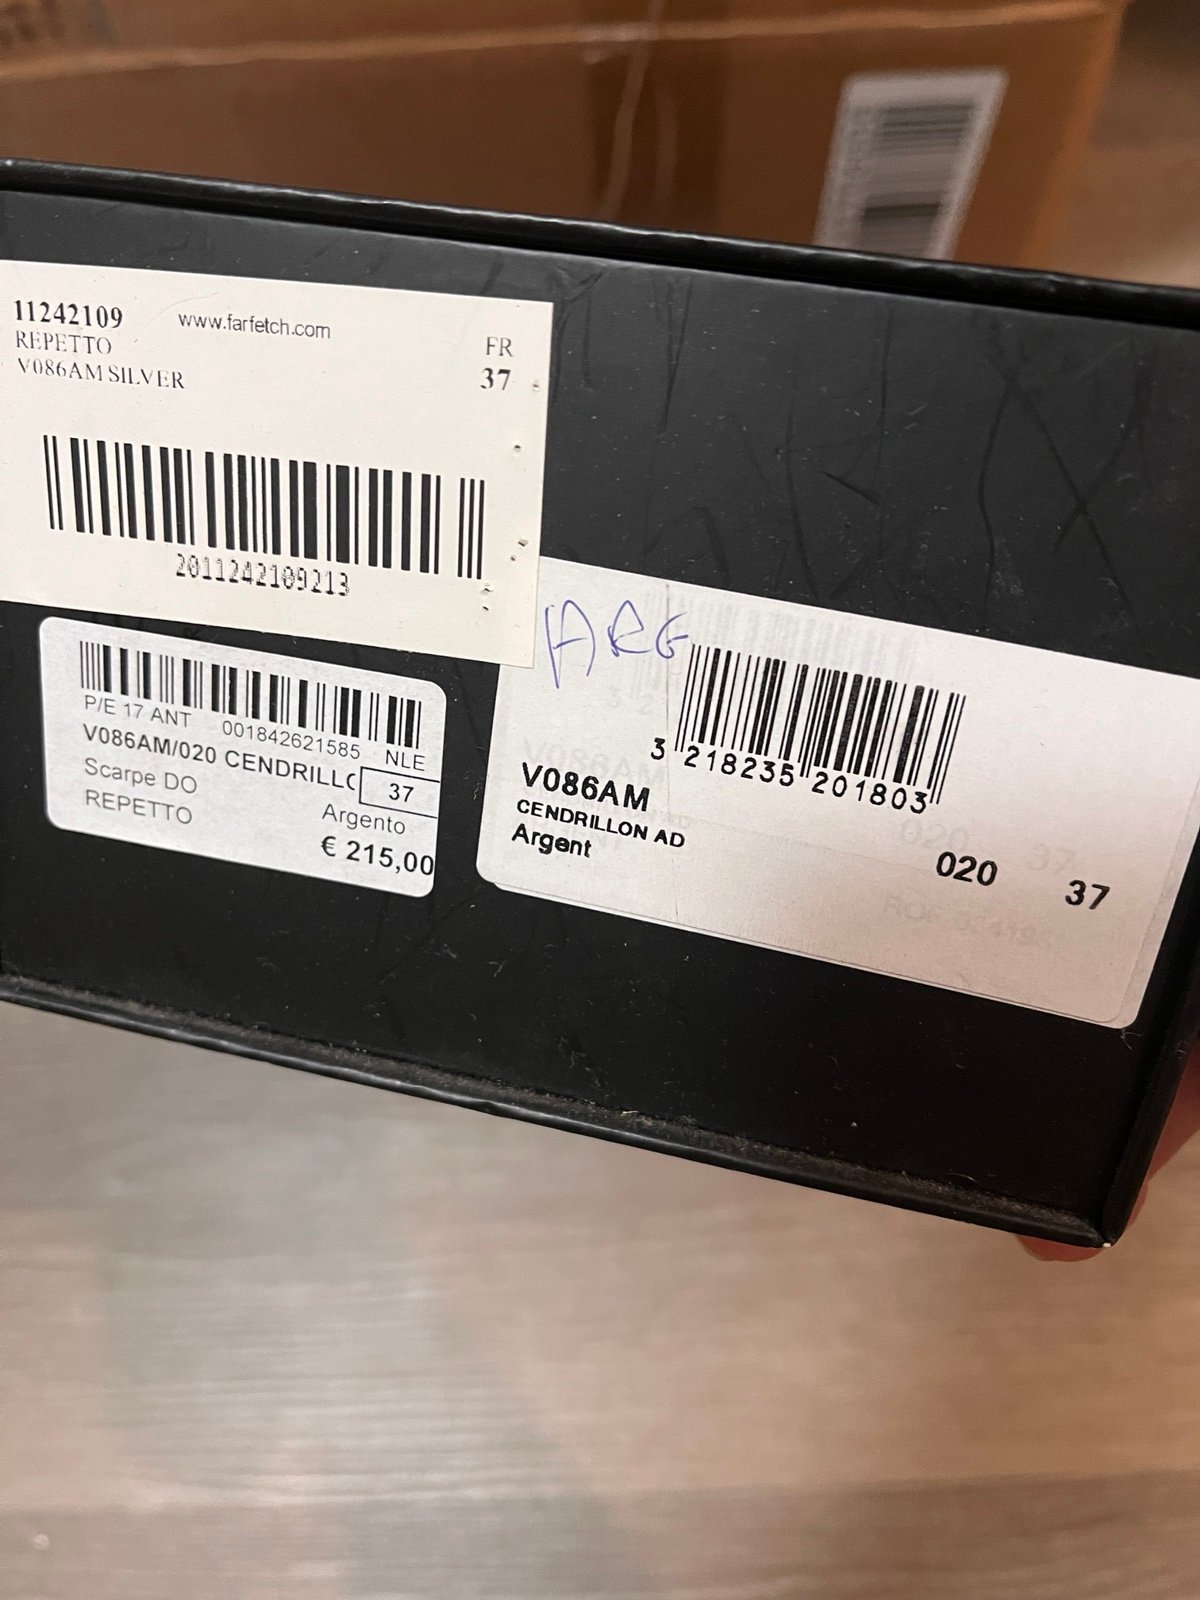 11242109 www.farfetch.com
REPETTO
V086AM SILVER
FR
37
2011242109213
P/E 17 ANT 001842621585 NLE
V086AM/020 CENDRILLO
37
Scarpe DO
Argento
REPETTO
€ 215,00
ARG
3 218235 201803
V086AM
CENDRILLON AD
Argent
020 37